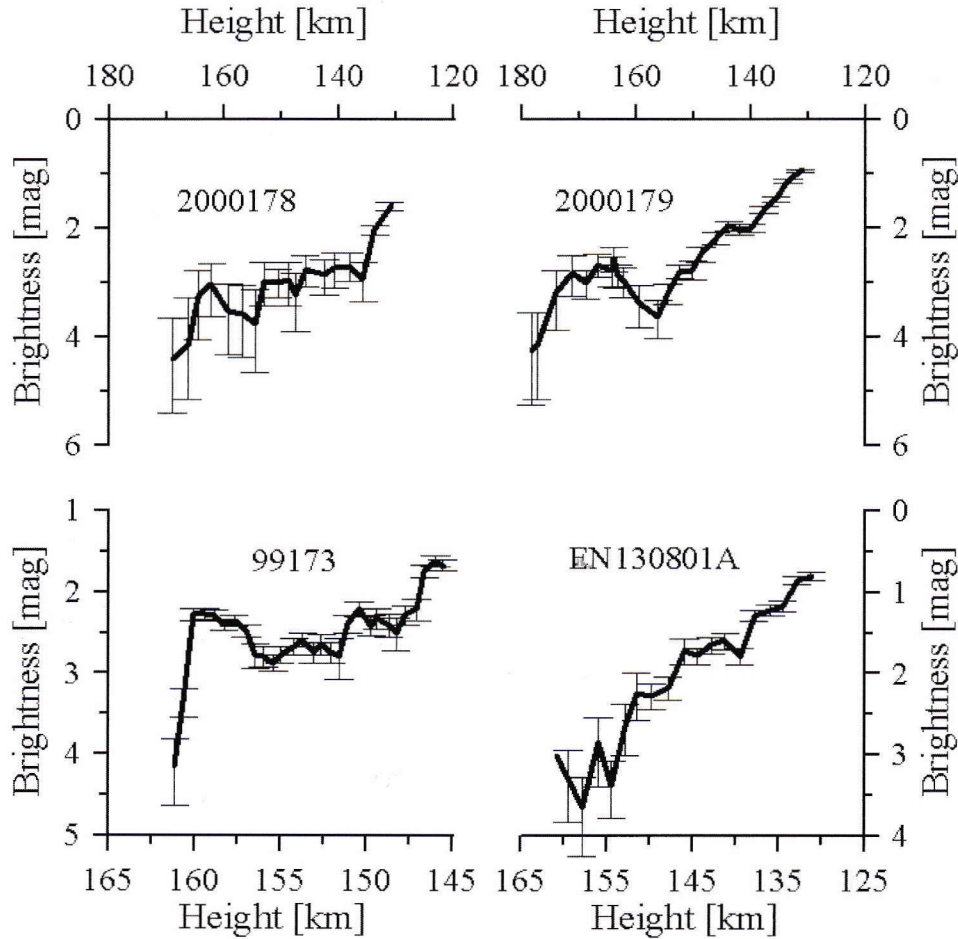 Height [km] Height [km]
180 160 140 120 180 160 140 120
0 0
2000178 2000179
2 2
4 4
6 6
Brightness [mag] Brightness [mag]
1 0
99173 EN130801A
2 1
3 2
4 3
5 4
Brightness [mag] Brightness [mag]
165 160 155 150 145 165 155 145 135 125
Height [km] Height [km]